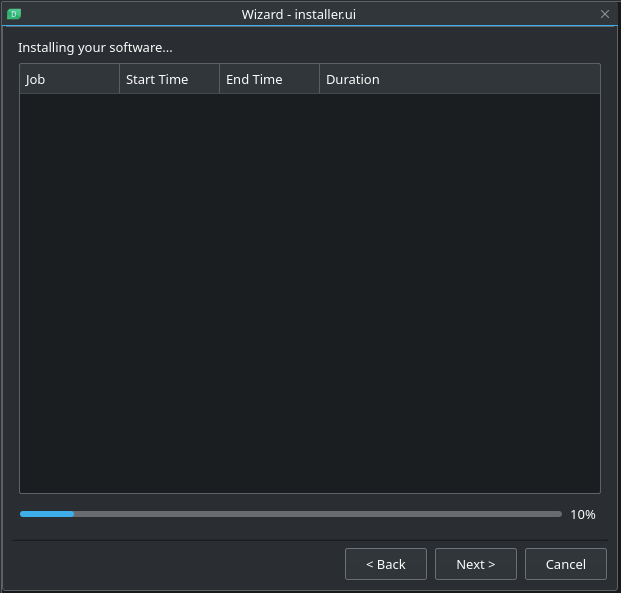 Wizard - installer.ui
Installing your software...
Job Start Time End Time Duration
10%
< Back Next > Cancel